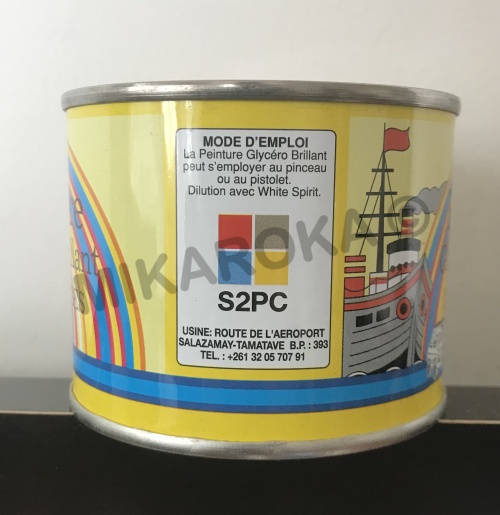 MODE D'EMPLOI
La Peinture Glycéro Brillant
peut s'employer au pinceau
ou au pistolet.
Dilution avec White Spirit.
S2PC
USINE: ROUTE DE L'AEROPORT
SALAZAMAY-TAMATAVE B.P. : 393
TEL. : +261 32 05 707 91
MIKAROKA®